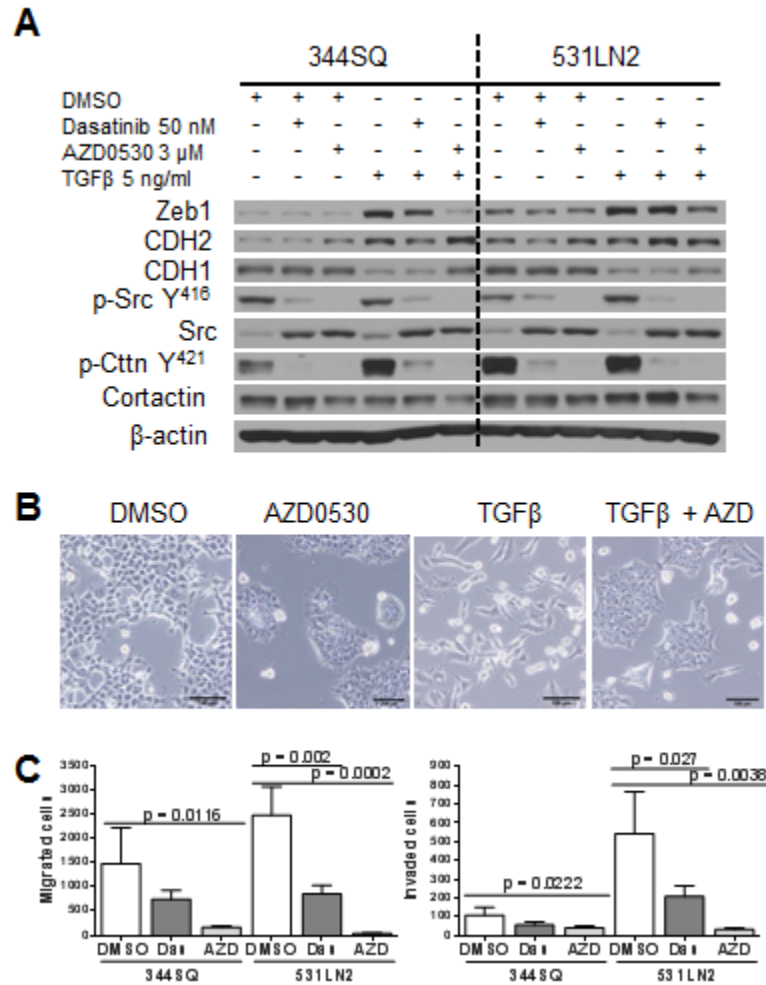 A
344SQ 531LN2
DMSO + + + - - - + + + - - -
Dasatinib 50 nM - + - - + - - + - - + -
AZD0530 3 µM - - + - - + - - + - - +
TGFβ 5 ng/ml - - - + + + - - - + + +
Zeb1
CDH2
CDH1
p-Src Y416
Src
p-Cttn Y421
Cortactin
β-actin
B
DMSO AZD0530 TGFβ TGFβ + AZD
C
Migrated cells
3500
3000
2500
2000
1500
1000
500
0
p = 0.002
p = 0.0002
p = 0.0116
DMSO Das AZD DMSO Das AZD
344SQ 531LN2
Invaded cells
900
800
700
600
500
400
300
200
100
0
p = 0.027
p = 0.0038
p = 0.0222
DMSO Das AZD DMSO Das AZD
344SQ 531LN2